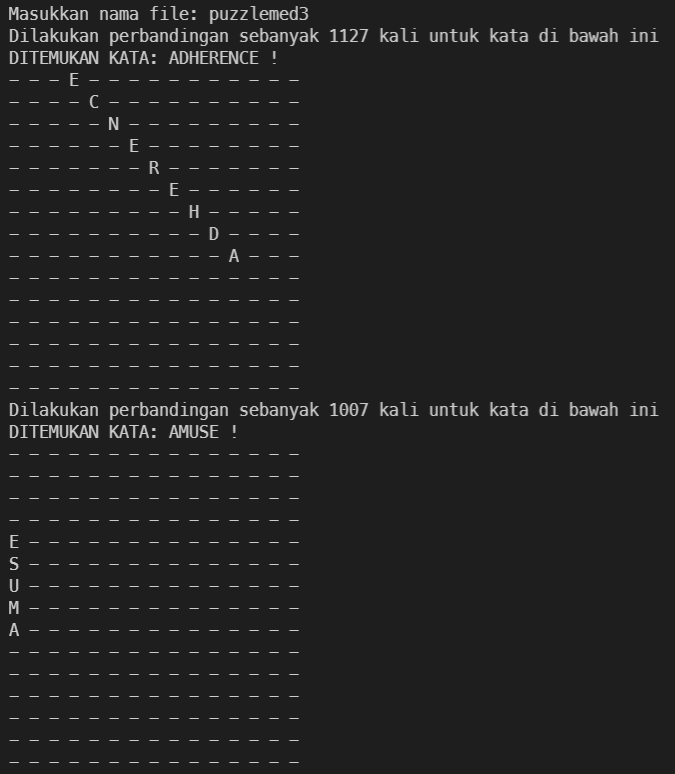 Masukkan nama file: puzzlemed3
Dilakukan perbandingan sebanyak 1127 kali untuk kata di bawah ini
DITEMUKAN KATA: ADHERENCE !
- - - E - - - - - - - - - - -
- - - - C - - - - - - - - - -
- - - - - N - - - - - - - - -
- - - - - - E - - - - - - - -
- - - - - - - R - - - - - - -
- - - - - - - - E - - - - - -
- - - - - - - - - H - - - - -
- - - - - - - - - - D - - - -
- - - - - - - - - - - A - - -
- - - - - - - - - - - - - - -
- - - - - - - - - - - - - - -
- - - - - - - - - - - - - - -
- - - - - - - - - - - - - - -
- - - - - - - - - - - - - - -
- - - - - - - - - - - - - - -
Dilakukan perbandingan sebanyak 1007 kali untuk kata di bawah ini
DITEMUKAN KATA: AMUSE !
- - - - - - - - - - - - - - -
- - - - - - - - - - - - - - -
- - - - - - - - - - - - - - -
- - - - - - - - - - - - - - -
E - - - - - - - - - - - - - -
S - - - - - - - - - - - - - -
U - - - - - - - - - - - - - -
M - - - - - - - - - - - - - -
A - - - - - - - - - - - - - -
- - - - - - - - - - - - - - -
- - - - - - - - - - - - - - -
- - - - - - - - - - - - - - -
- - - - - - - - - - - - - - -
- - - - - - - - - - - - - - -
- - - - - - - - - - - - - - -